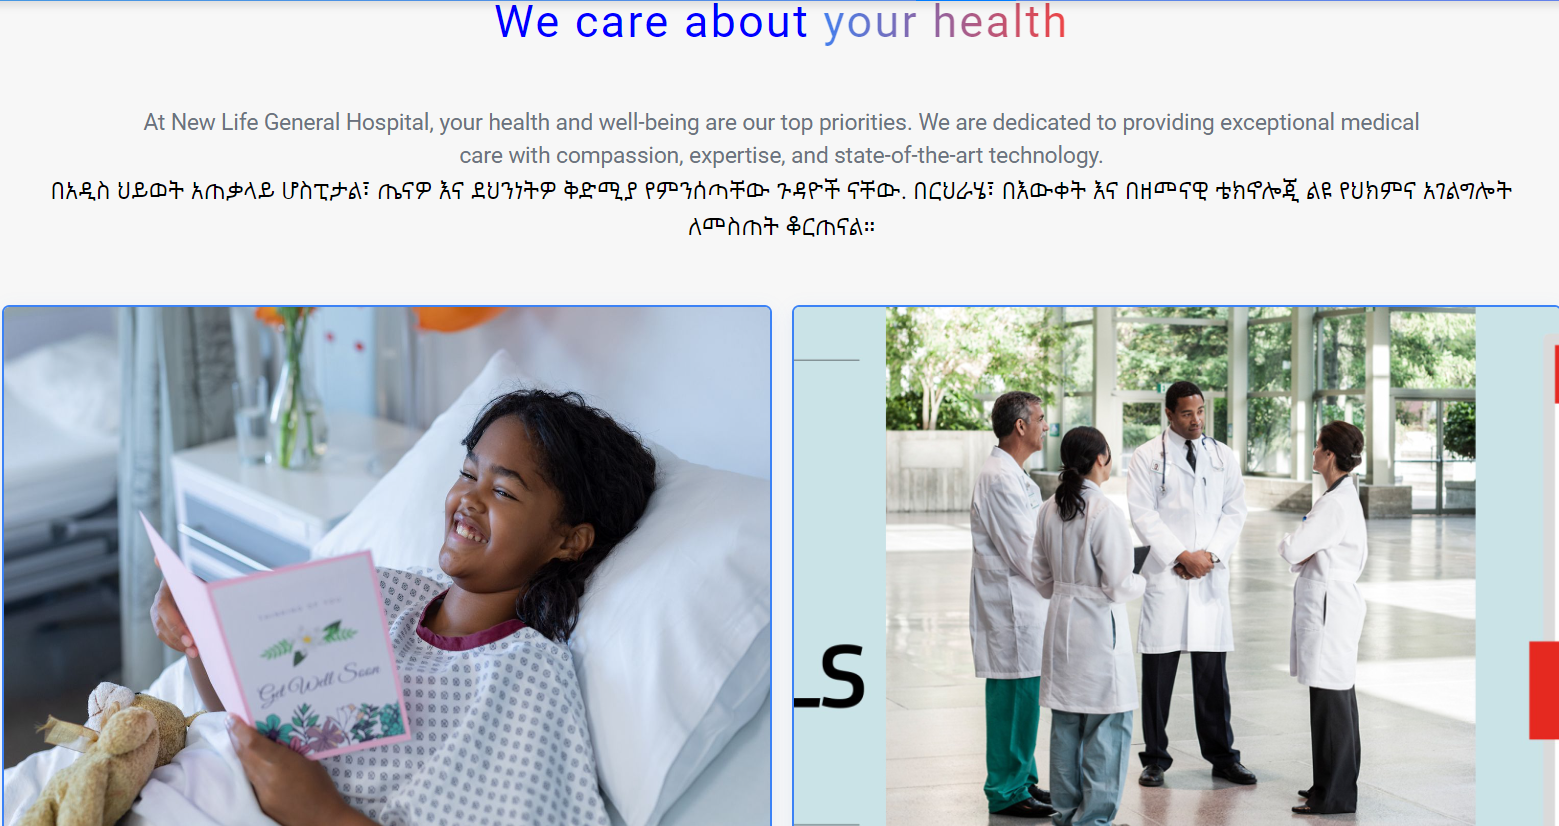 We care about your health
At New Life General Hospital, your health and well-being are our top priorities. We are dedicated to providing exceptional medical
care with compassion, expertise, and state-of-the-art technology.
በአዲስ ህይወት አጠቃላይ ሆስፒታል፣ ጤናዎ እና ደህንነትዎ ቅድሚያ የምንሰጣቸው ጉዳዮች ናቸው. በርህራሄ፣ በእውቀት እና በዘመናዊ ቴክኖሎጂ ልዩ የህክምና አገልግሎት
ለመስጠት ቆርጠናል።
THINKING OF YOU
Get Well Soon
LS